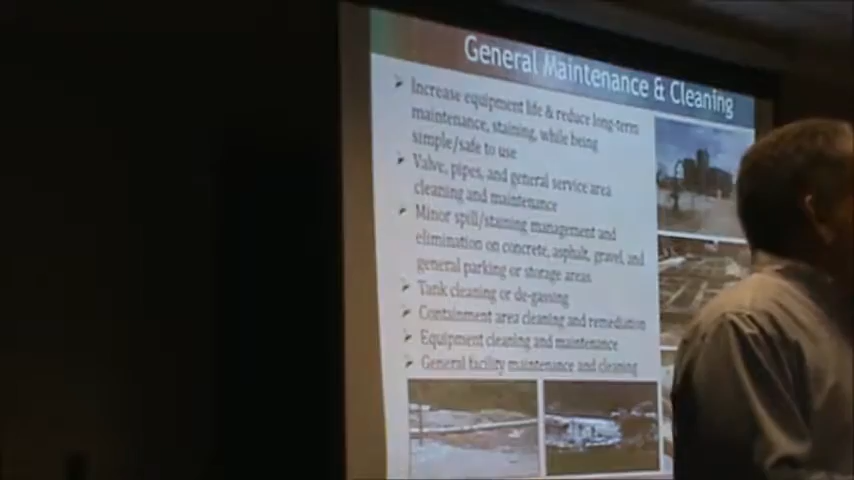 General Maintenance & Cleaning
Increase equipment life & reduce long-term
maintenance, staining, while being
simple/safe to use
Valve, pipes, and general service area
cleaning and maintenance
Minor spill/staining management and
elimination on concrete, asphalt, gravel, and
general parking or storage areas
Tank cleaning or de-gassing
Containment area cleaning and remediation
Equipment cleaning and maintenance
General facility maintenance and cleaning